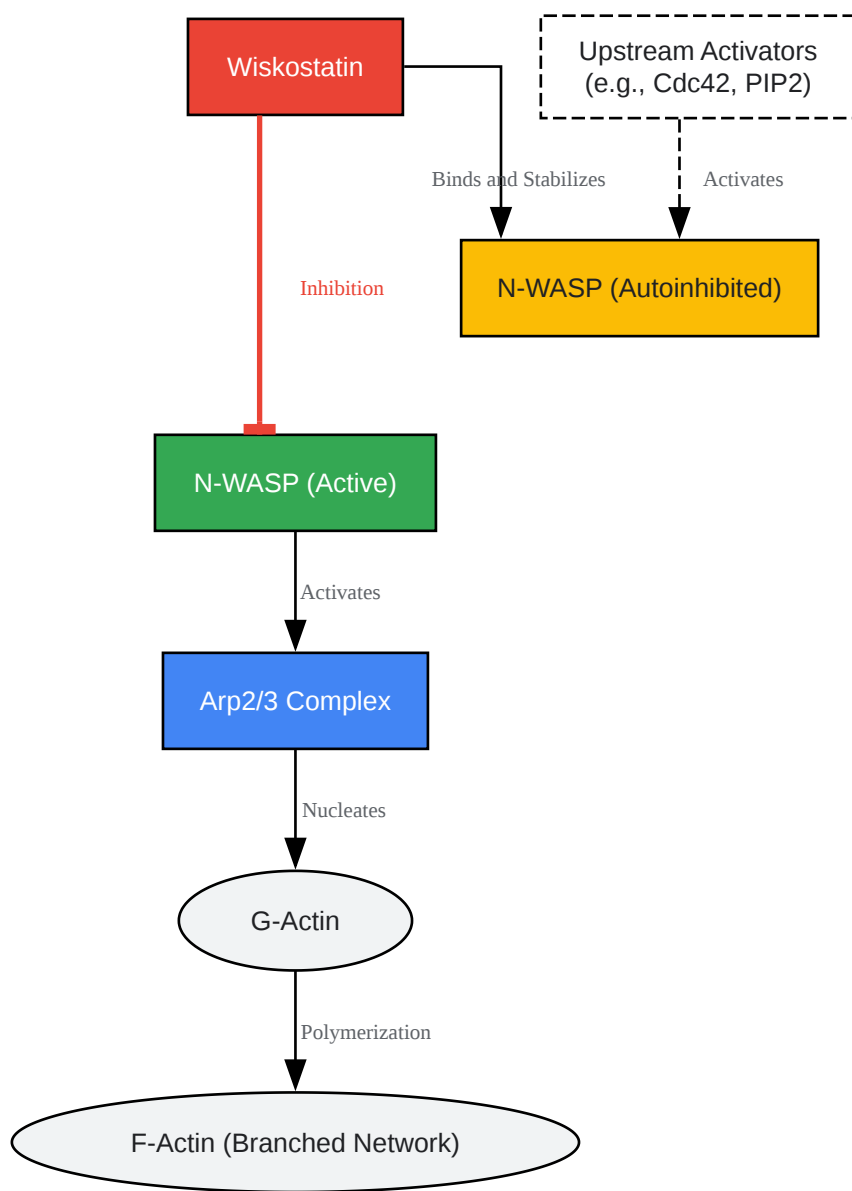 Wiskostatin
Upstream Activators
(e.g., Cdc42, PIP2)
Binds and Stabilizes
Activates
N-WASP (Autoinhibited)
Inhibition
N-WASP (Active)
Activates
Arp2/3 Complex
Nucleates
G-Actin
Polymerization
F-Actin (Branched Network)